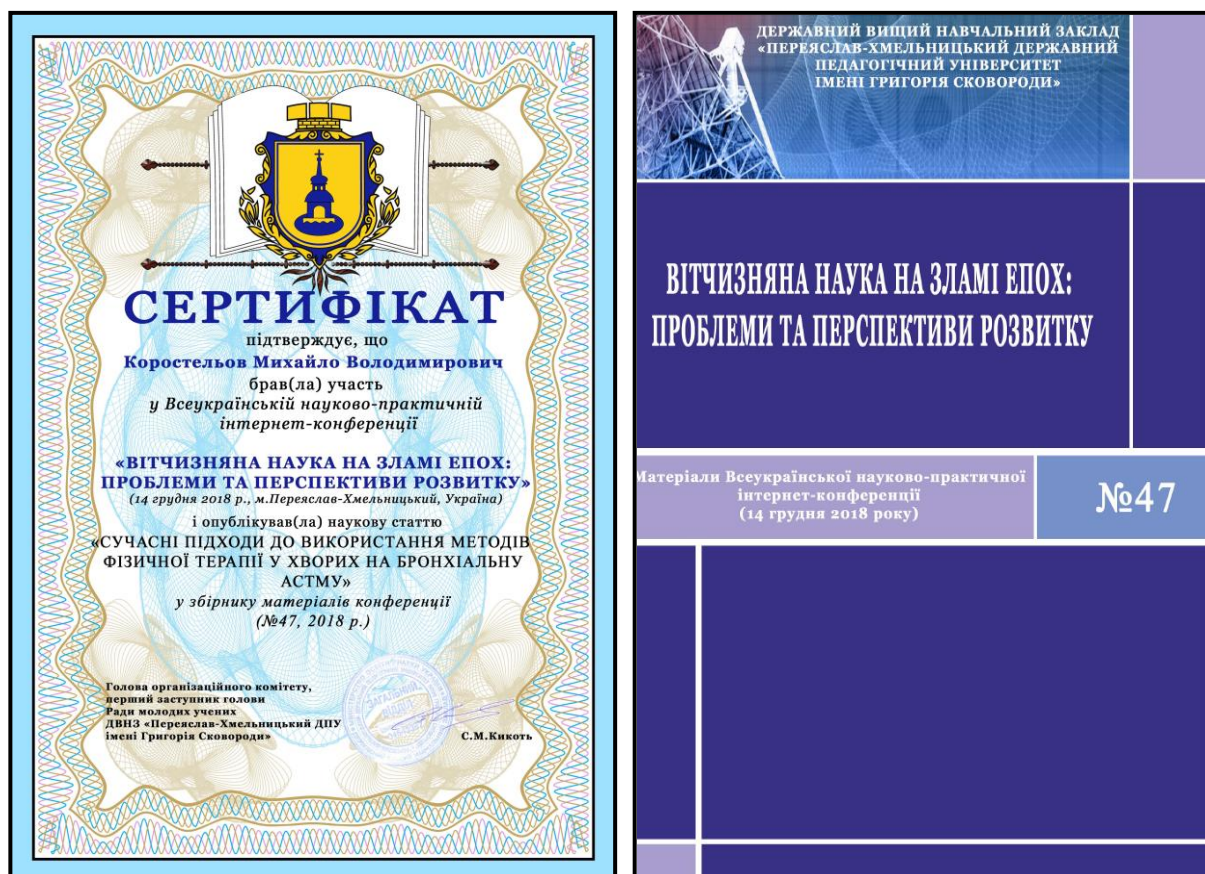 СЕРТИФІКАТ
підтверджує, що
Коростельов Михайло Володимирович
брав(ла) участь
у Всеукраїнській науково-практичній
інтернет-конференції
«ВІТЧИЗНЯНА НАУКА НА ЗЛАМІ ЕПОХ:
ПРОБЛЕМИ ТА ПЕРСПЕКТИВИ РОЗВИТКУ»
(14 грудня 2018 р., м.Переяслав-Хмельницький, Україна)
і опублікував(ла) наукову статтю
«СУЧАСНІ ПІДХОДИ ДО ВИКОРИСТАННЯ МЕТОДІВ
ФІЗИЧНОЇ ТЕРАПІЇ У ХВОРИХ НА БРОНХІАЛЬНУ
АСТМУ»
у збірнику матеріалів конференції
(№47, 2018 р.)
Голова організаційного комітету,
перший заступник голови
Ради молодих учених
ДВНЗ «Переяслав-Хмельницький ДПУ
імені Григорія Сковороди»
С.М.Кикоть
ЗАГАЛЬНИЙ
ВІДДІЛ
ДЕРЖАВНИЙ ВИЩИЙ НАВЧАЛЬНИЙ ЗАКЛАД
«ПЕРЕЯСЛАВ-ХМЕЛЬНИЦЬКИЙ ДЕРЖАВНИЙ
ПЕДАГОГІЧНИЙ УНІВЕРСИТЕТ
ІМЕНІ ГРИГОРІЯ СКОВОРОДИ»
ВІТЧИЗНЯНА НАУКА НА ЗЛАМІ ЕПОХ:
ПРОБЛЕМИ ТА ПЕРСПЕКТИВИ РОЗВИТКУ
Матеріали Всеукраїнської науково-практичної
інтернет-конференції
(14 грудня 2018 року)
№47